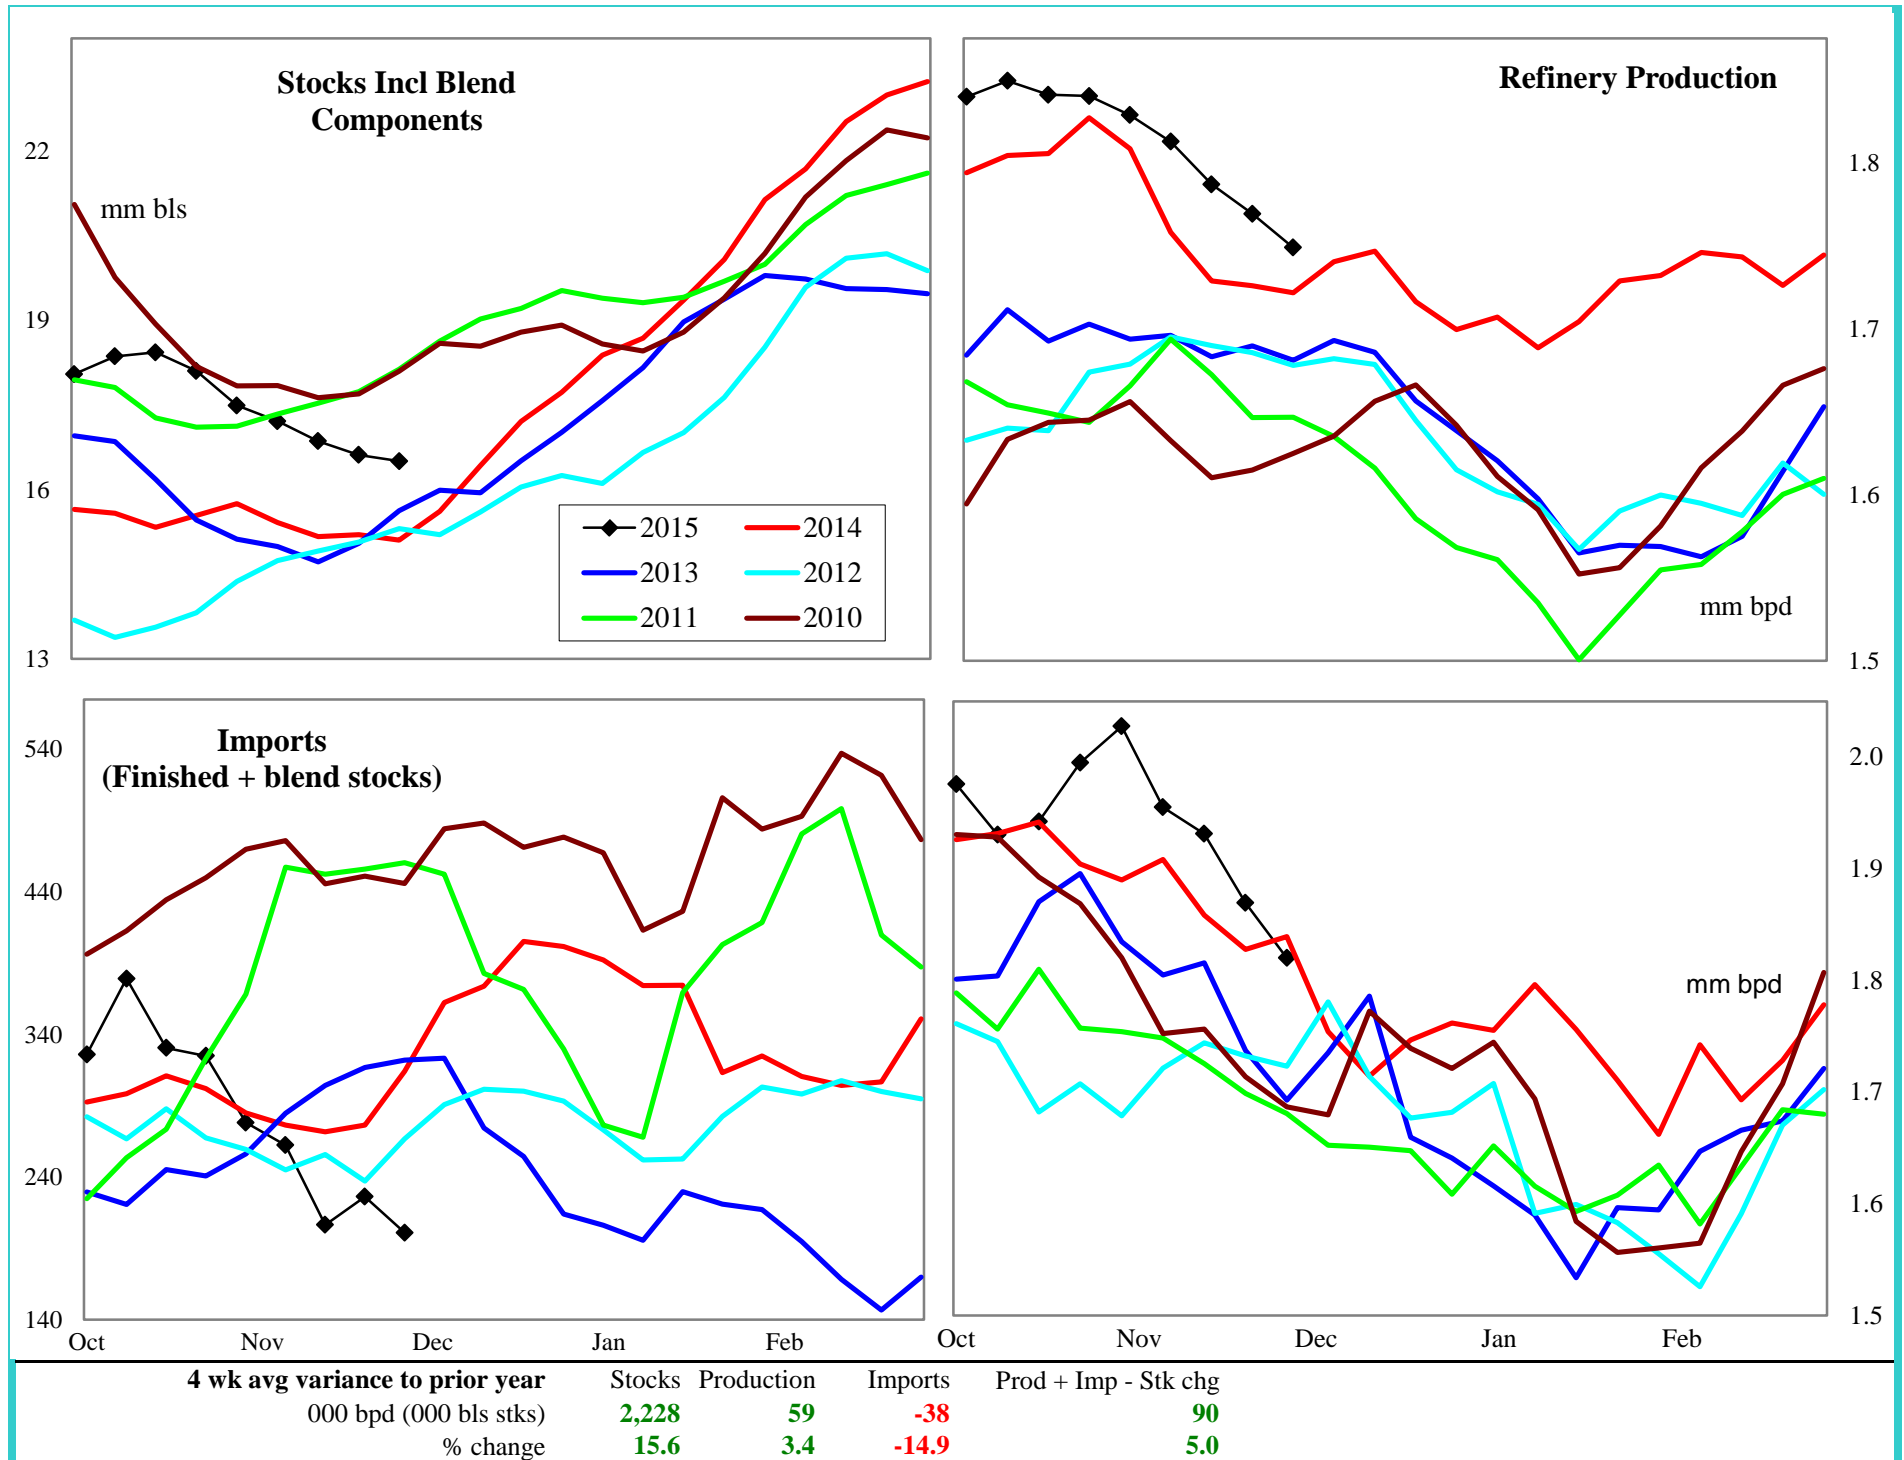 Stocks Incl Blend
Components
mm bls
22
19
16
13
2015
2014
2013
2012
2011
2010
Refinery Production
1.8
1.7
1.6
1.5
mm bpd
Imports
(Finished + blend stocks)
540
440
340
240
140
Oct Nov Dec Jan Feb
mm bpd
2.0
1.9
1.8
1.7
1.6
1.5
Oct Nov Dec Jan Feb
4 wk avg variance to prior year Stocks Production Imports Prod + Imp - Stk chg
000 bpd (000 bls stks) 2,228 59 -38 90
% change 15.6 3.4 -14.9 5.0